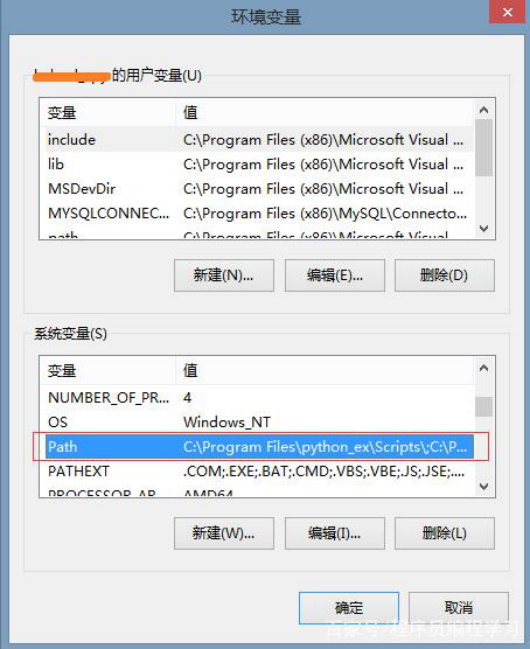 环境变量
的用户变量(U)
变量 值
include C:\Program Files (x86)\Microsoft Visual ...
lib C:\Program Files (x86)\Microsoft Visual ...
MSDevDir C:\Program Files (x86)\Microsoft Visual ...
MYSQLCONNEC... C:\Program Files (x86)\MySQL\Connecto...
path C:\Program Files (x86)\Microsoft Visual
新建(N)... 编辑(E)... 删除(D)
系统变量(S)
变量 值
NUMBER_OF_PR... 4
OS Windows_NT
Path C:\Program Files\python_ex\Scripts\;C:\P...
PATHEXT .COM;.EXE;.BAT;.CMD;.VBS;.VBE;.JS;.JSE;....
PROCESSOR_AR AMD64
新建(W)... 编辑(I)... 删除(L)
确定 取消
百家号/程序员编程学习